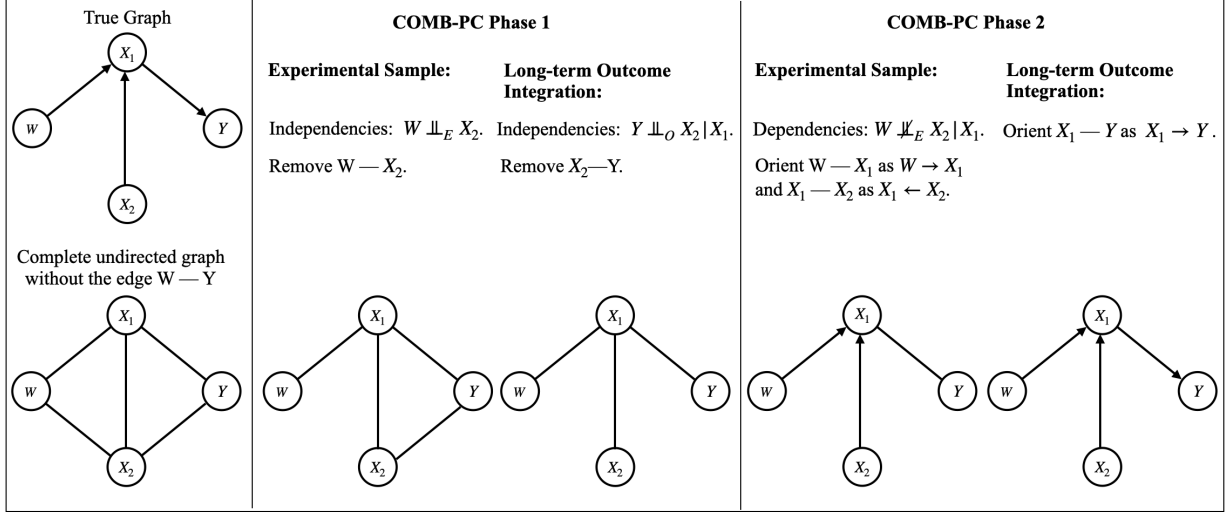 True Graph
X₁
W
Y
X₂
Complete undirected graph
without the edge W — Y
X₁
W
Y
X₂
COMB-PC Phase 1
Experimental Sample:
Independencies: W ⫫_E X₂.
Remove W — X₂.
Long-term Outcome
Integration:
Independencies: Y ⫫_O X₂|X₁.
Remove X₂—Y.
X₁
W
Y
X₂
X₁
W
Y
X₂
COMB-PC Phase 2
Experimental Sample:
Dependencies: W ⫫̸_E X₂|X₁.
Orient W — X₁ as W → X₁
and X₁ — X₂ as X₁ ← X₂.
Long-term Outcome
Integration:
Orient X₁ — Y as X₁ → Y.
X₁
W
Y
X₂
X₁
W
Y
X₂